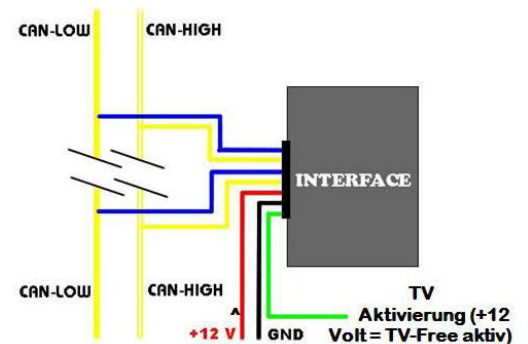 CAN-LOW
CAN-HIGH
INTERFACE
CAN-LOW
CAN-HIGH
^
+12 V
GND
TV
Aktivierung (+12
Volt = TV-Free aktiv)